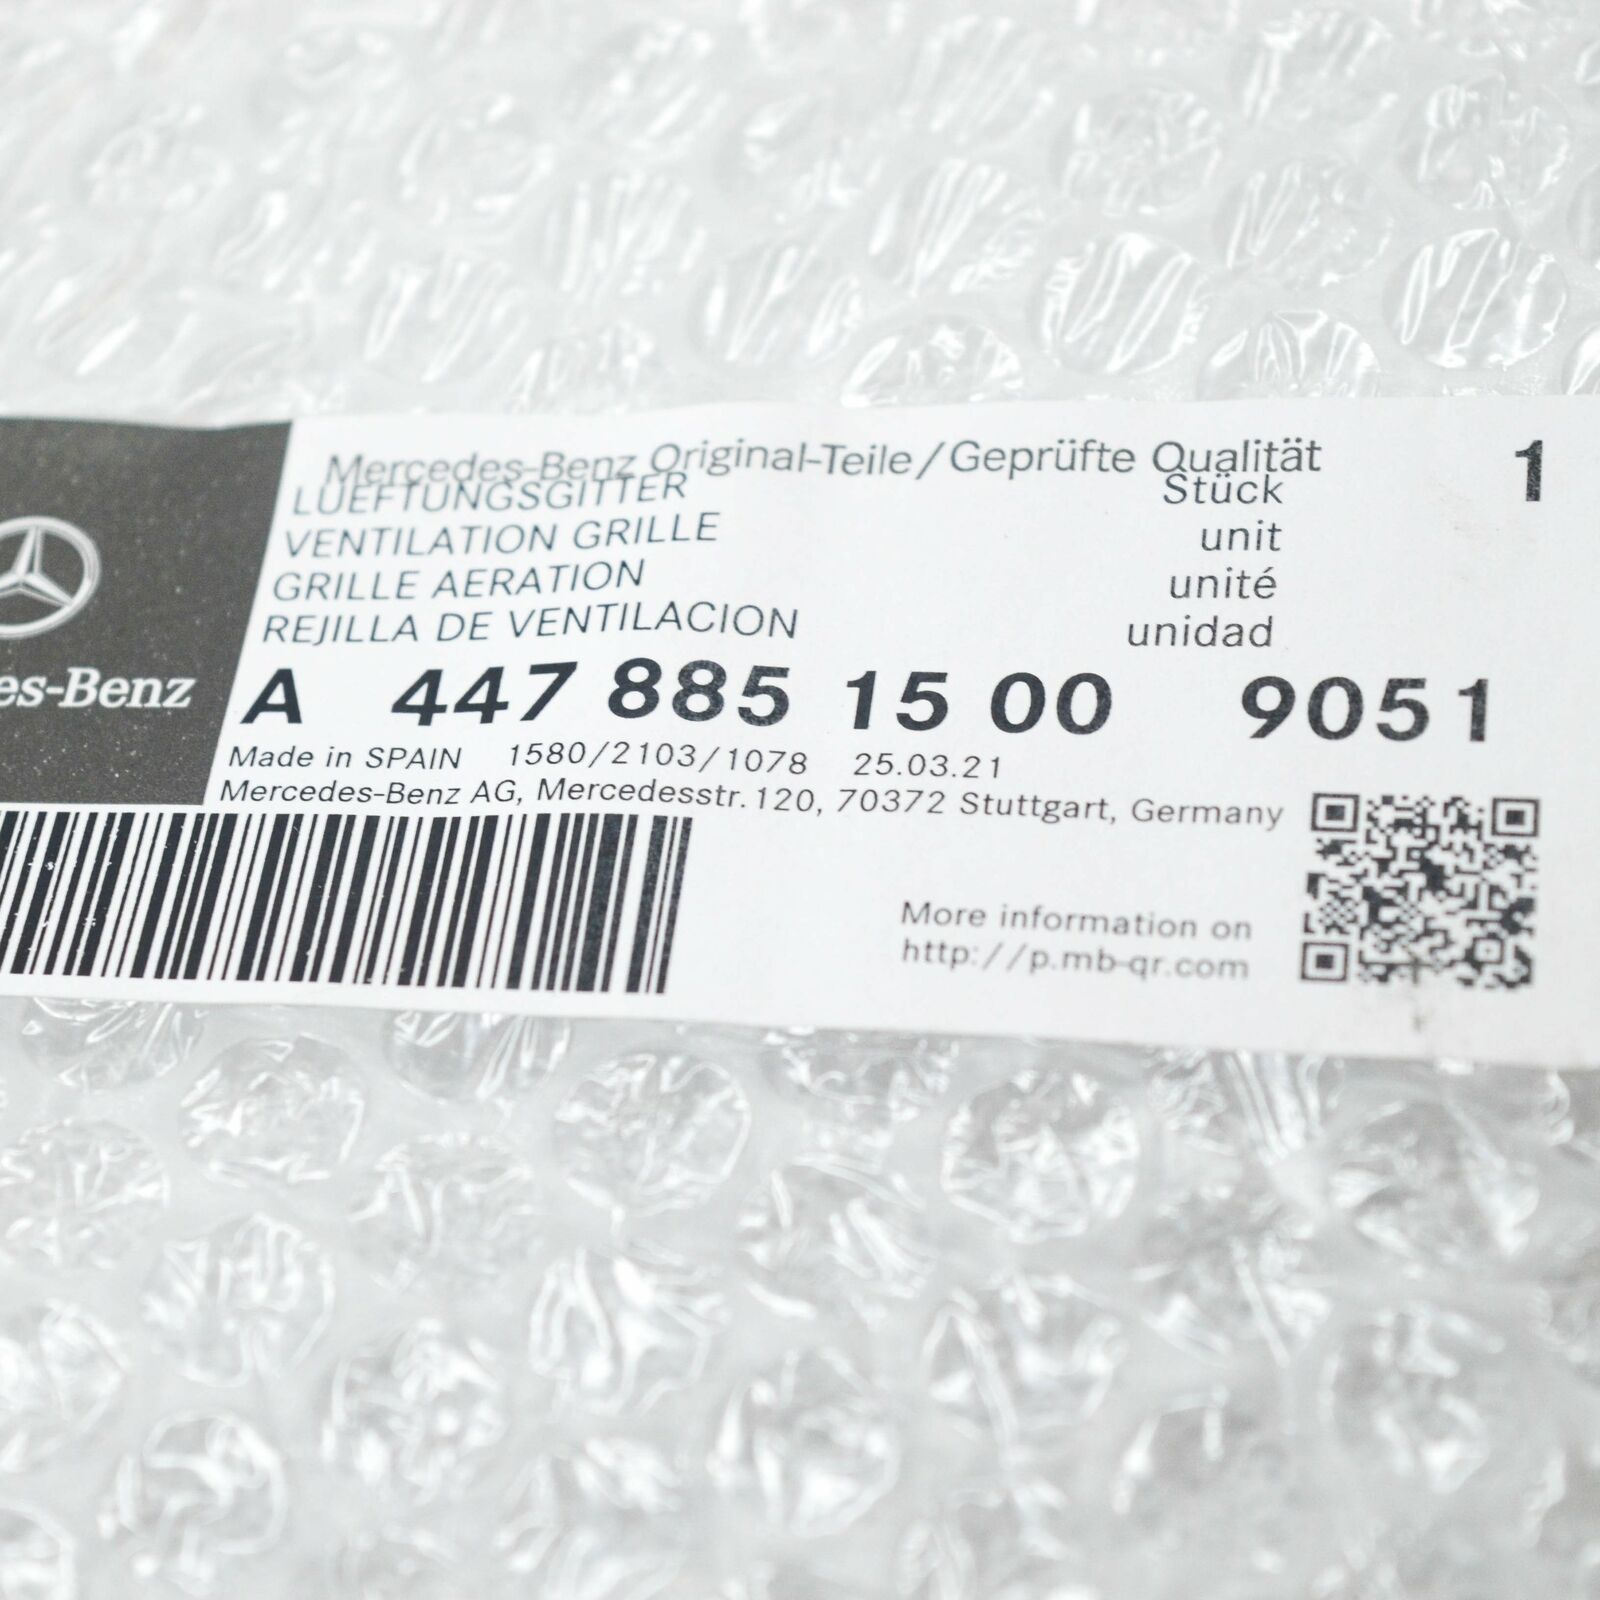 Mercedes-Benz Original-Teile/Geprüfte Qualität
LUEFTUNGSGITTER Stück 1
VENTILATION GRILLE unit
GRILLE AERATION unité
REJILLA DE VENTILACION unidad
es-Benz
A 447 885 15 00 9051
Made in SPAIN 1580/2103/1078 25.03.21
Mercedes-Benz AG, Mercedesstr. 120, 70372 Stuttgart, Germany
More information on
http://p.mb-qr.com